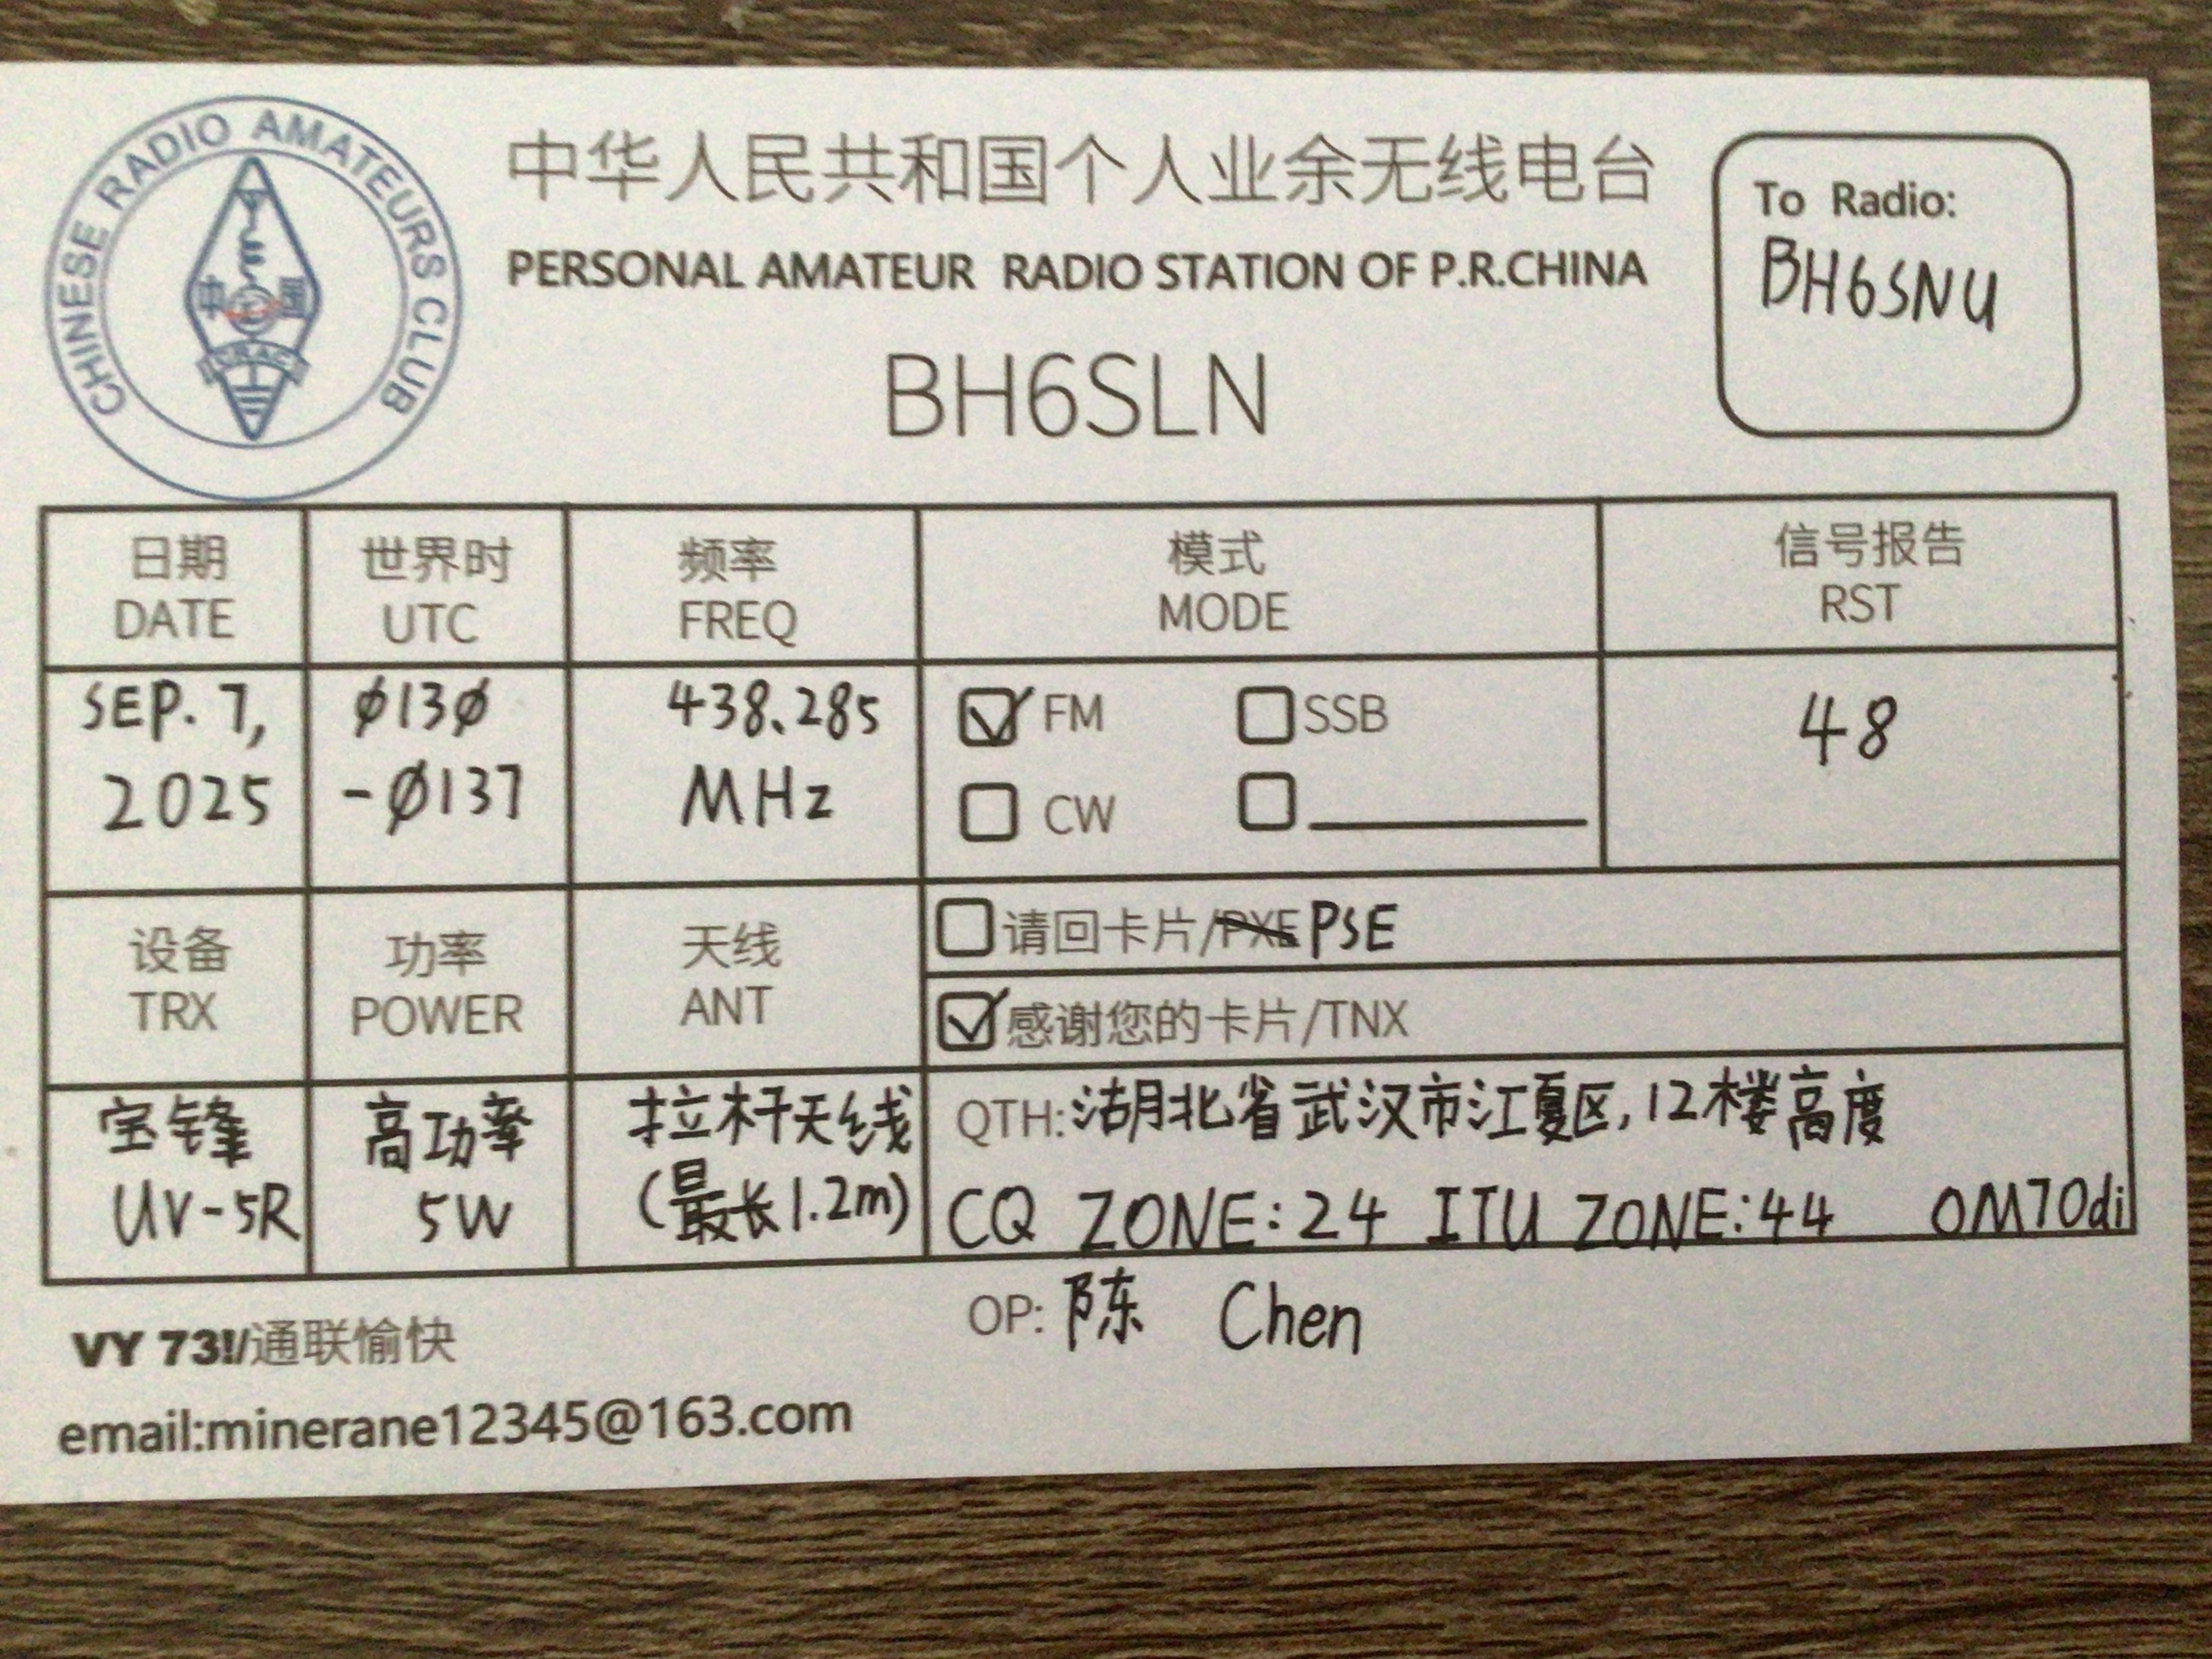 CHINESE RADIO AMATEURS CLUB
中 国
CRAC
中华人民共和国个人业余无线电台
PERSONAL AMATEUR RADIO STATION OF P.R.CHINA
BH6SLN
To Radio:
BH6SNU
日期 世界时 频率 模式 信号报告
DATE UTC FREQ MODE RST
SEP. 7, ø13ø 438.285 FM SSB 48
2025 -ø137 MHz CW
设备 功率 天线 请回卡片/PXE PSE
TRX POWER ANT 感谢您的卡片/TNX
宝锋 高功率 拉杆天线 QTH:湖北省武汉市江夏区,12楼高度
UV-5R 5W (最长1.2m) CQ ZONE:24 ITU ZONE:44 OM70di
OP:陈 Chen
VY 73!/通联愉快
email:minerane12345@163.com